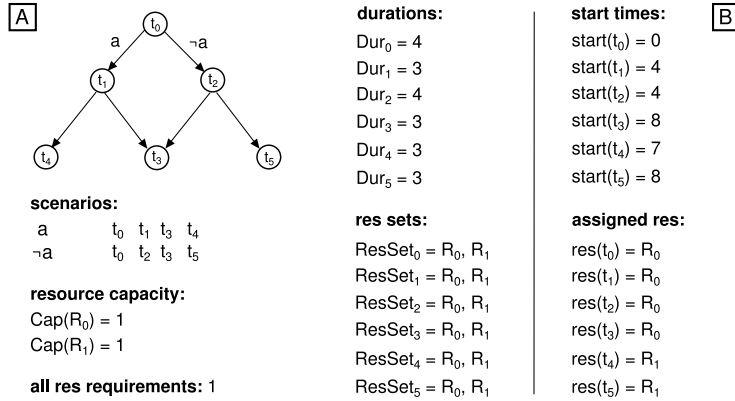 A
t0
a
¬a
t1
t2
t4
t3
t5
scenarios:
a t0 t1 t3 t4
¬a t0 t2 t3 t5
resource capacity:
Cap(R0) = 1
Cap(R1) = 1
all res requirements: 1
durations:
Dur0 = 4
Dur1 = 3
Dur2 = 4
Dur3 = 3
Dur4 = 3
Dur5 = 3
res sets:
ResSet0 = R0, R1
ResSet1 = R0, R1
ResSet2 = R0, R1
ResSet3 = R0, R1
ResSet4 = R0, R1
ResSet5 = R0, R1
B
start times:
start(t0) = 0
start(t1) = 4
start(t2) = 4
start(t3) = 8
start(t4) = 7
start(t5) = 8
assigned res:
res(t0) = R0
res(t1) = R0
res(t2) = R0
res(t3) = R0
res(t4) = R1
res(t5) = R1